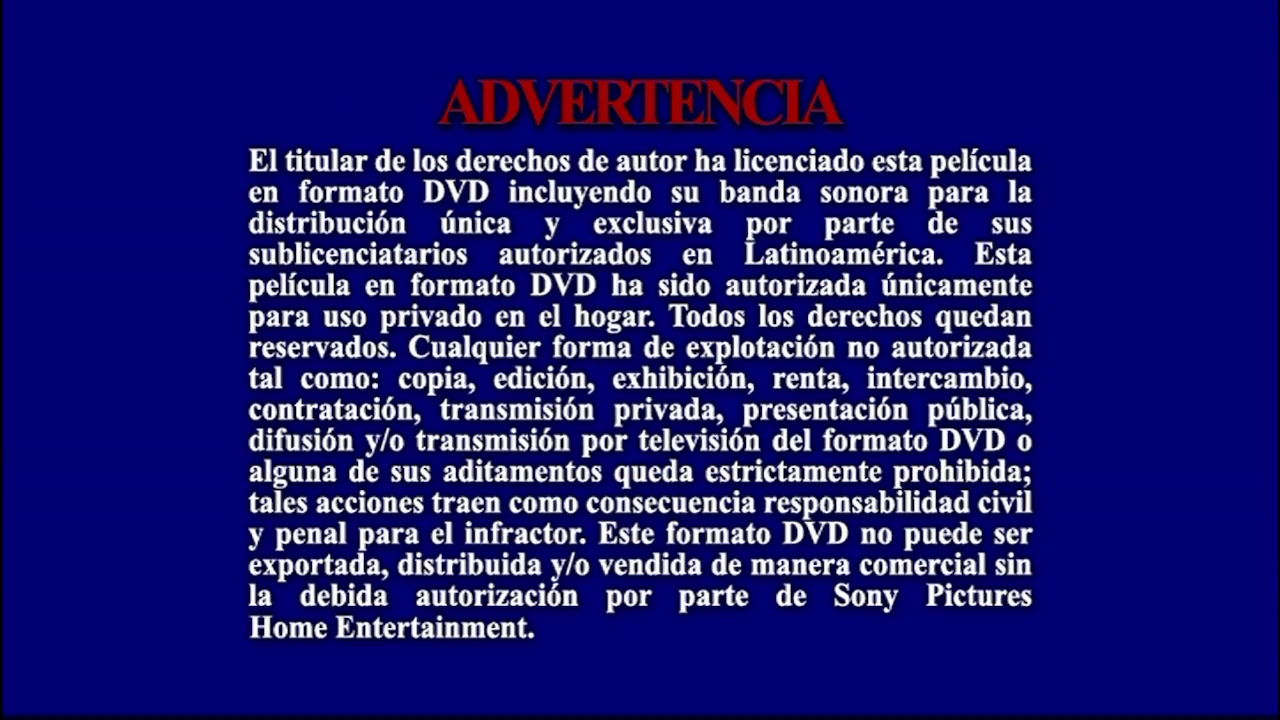 ADVERTENCIA
El titular de los derechos de autor ha licenciado esta película
en formato DVD incluyendo su banda sonora para la
distribución única y exclusiva por parte de sus
sublicenciatarios autorizados en Latinoamérica. Esta
película en formato DVD ha sido autorizada únicamente
para uso privado en el hogar. Todos los derechos quedan
reservados. Cualquier forma de explotación no autorizada
tal como: copia, edición, exhibición, renta, intercambio,
contratación, transmisión privada, presentación pública,
difusión y/o transmisión por televisión del formato DVD o
alguna de sus aditamentos queda estrictamente prohibida;
tales acciones traen como consecuencia responsabilidad civil
y penal para el infractor. Este formato DVD no puede ser
exportada, distribuida y/o vendida de manera comercial sin
la debida autorización por parte de Sony Pictures
Home Entertainment.